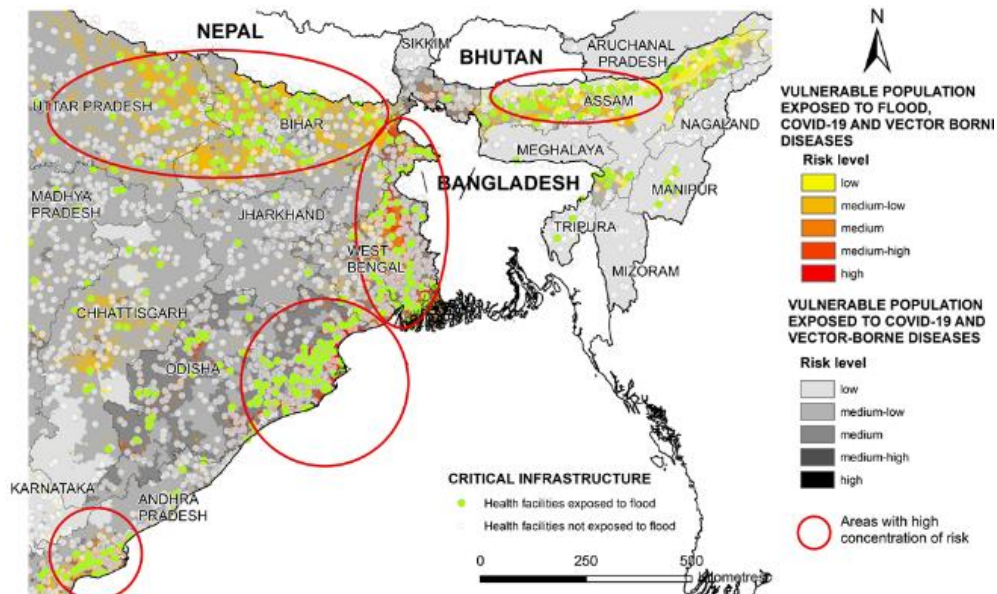 NEPAL
SIKKIM
BHUTAN
ARUCHANAL
PRADESH
UTTAR PRADESH
BIHAR
ASSAM
NAGALAND
MEGHALAYA
BANGLADESH
MANIPUR
MADHYA
PRADESH
JHARKHAND
TRIPURA
WEST
BENGAL
MIZORAM
CHHATTISGARH
ODISHA
KARNATAKA
ANDHRA
PRADESH
CRITICAL INFRASTRUCTURE
Health facilities exposed to flood
Health facilities not exposed to flood
0 250 500
Kilometres
N
VULNERABLE POPULATION
EXPOSED TO FLOOD,
COVID-19 AND VECTOR BORNE
DISEASES
Risk level
low
medium-low
medium
medium-high
high
VULNERABLE POPULATION
EXPOSED TO COVID-19 AND
VECTOR-BORNE DISEASES
Risk level
low
medium-low
medium
medium-high
high
Areas with high
concentration of risk